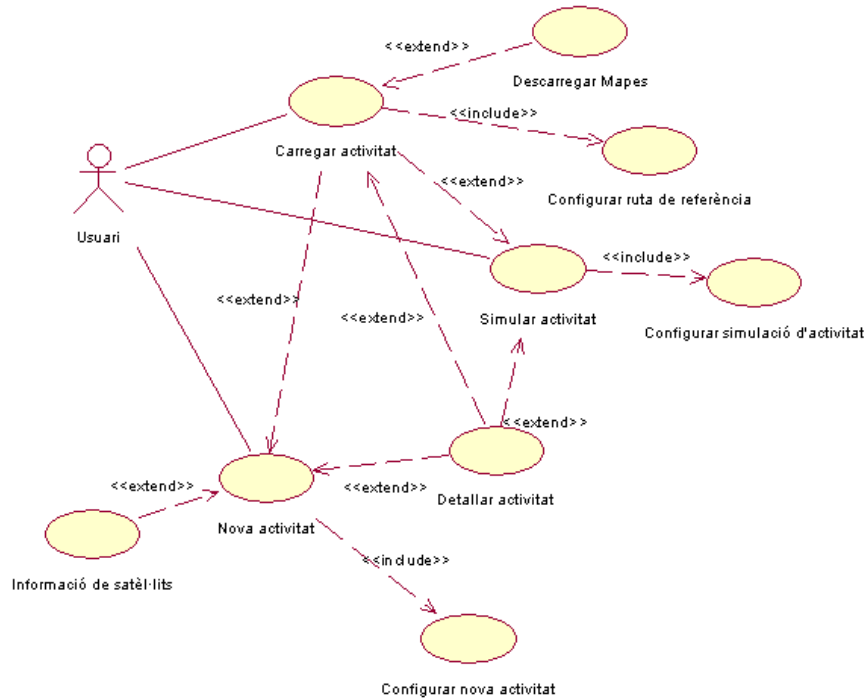 <<extend>>
Descarregar Mapes
<<include>>
Carregar activitat
<<extend>>
Configurar ruta de referència
Usuari
<<include>>
<<extend>>
<<extend>>
Simular activitat
Configurar simulació d'activitat
<<extend>>
<<extend>>
<<extend>>
Detallar activitat
Nova activitat
<<include>>
Informació de satèl·lits
Configurar nova activitat